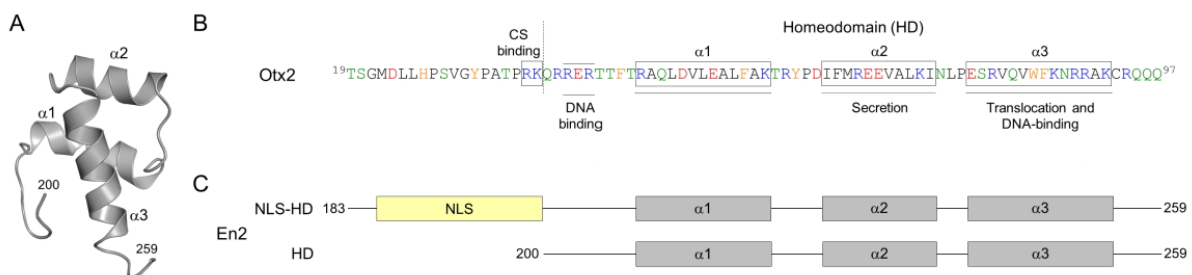 A
α2
α1
200
α3
259
B
Homeodomain (HD)
CS binding
α1
α2
α3
Otx2
19TSGMDLLHPSVGYPATPRKQRRERTTFTRAQLDVLEALFAKTRYPDIFMREEVALKINLPESRVQVWFKNRRAKCRQQQ97
DNA binding
Secretion
Translocation and DNA-binding
C
En2
NLS-HD
183
NLS
α1
α2
α3
259
HD
200
α1
α2
α3
259